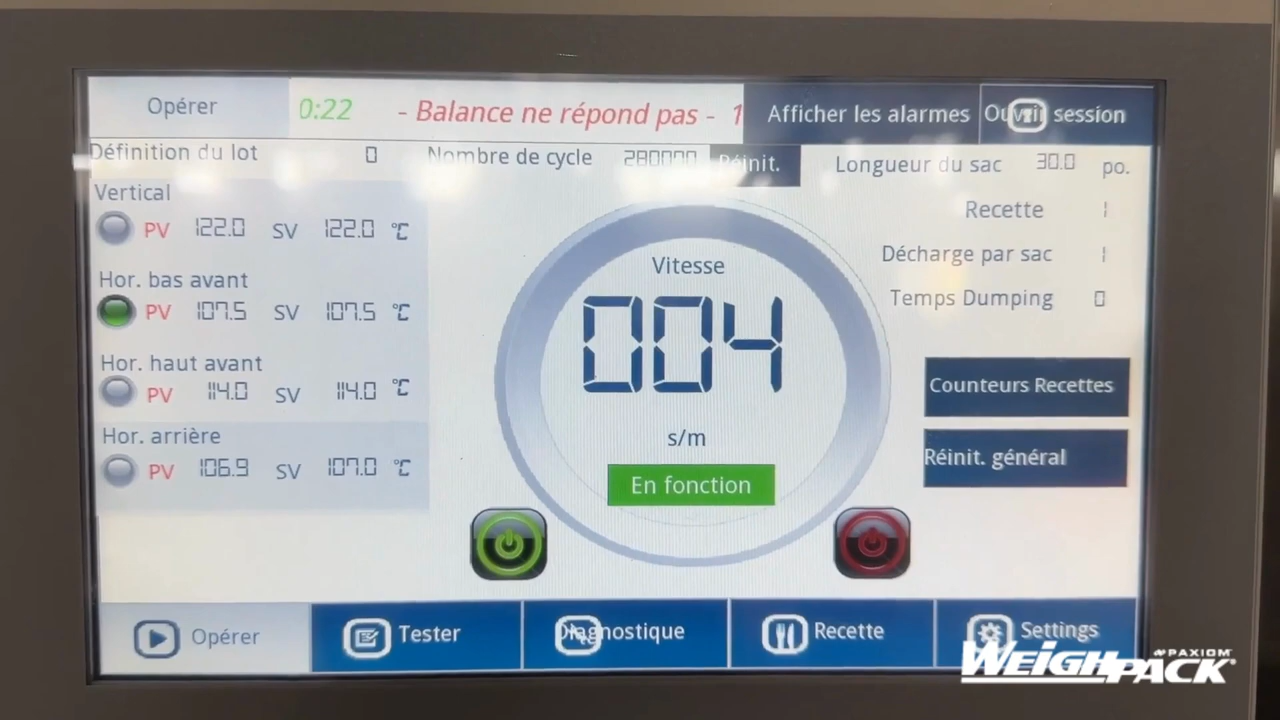 Opérer
0:22 - Balance ne répond pas - 1
Afficher les alarmes
Ouvrir session
Définition du lot 0
Nombre de cycle 280000 Réinit.
Longueur du sac 30.0 po.
Vertical
PV 122.0 SV 122.0 °C
Hor. bas avant
PV 107.5 SV 107.5 °C
Hor. haut avant
PV 114.0 SV 114.0 °C
Hor. arrière
PV 106.9 SV 107.0 °C
Vitesse
004
s/m
En fonction
Recette 1
Décharge par sac 1
Temps Dumping 0
Counteurs Recettes
Réinit. général
Opérer
Tester
Diagnostique
Recette
Settings
WEIGHPACK PAXIOM